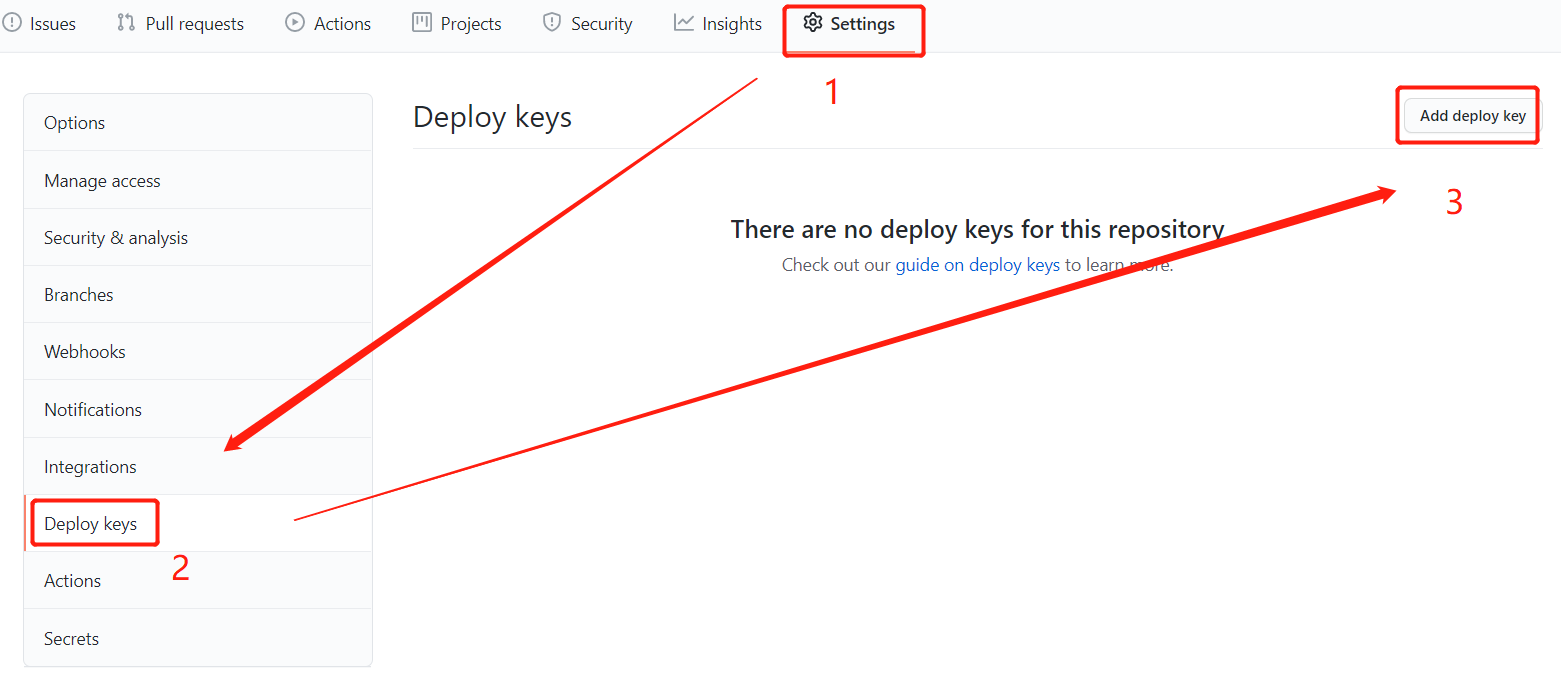 Issues Pull requests Actions Projects Security Insights Settings
1
Deploy keys
Add deploy key
3
There are no deploy keys for this repository
Check out our guide on deploy keys to learn more.
Options
Manage access
Security & analysis
Branches
Webhooks
Notifications
Integrations
Deploy keys
2
Actions
Secrets